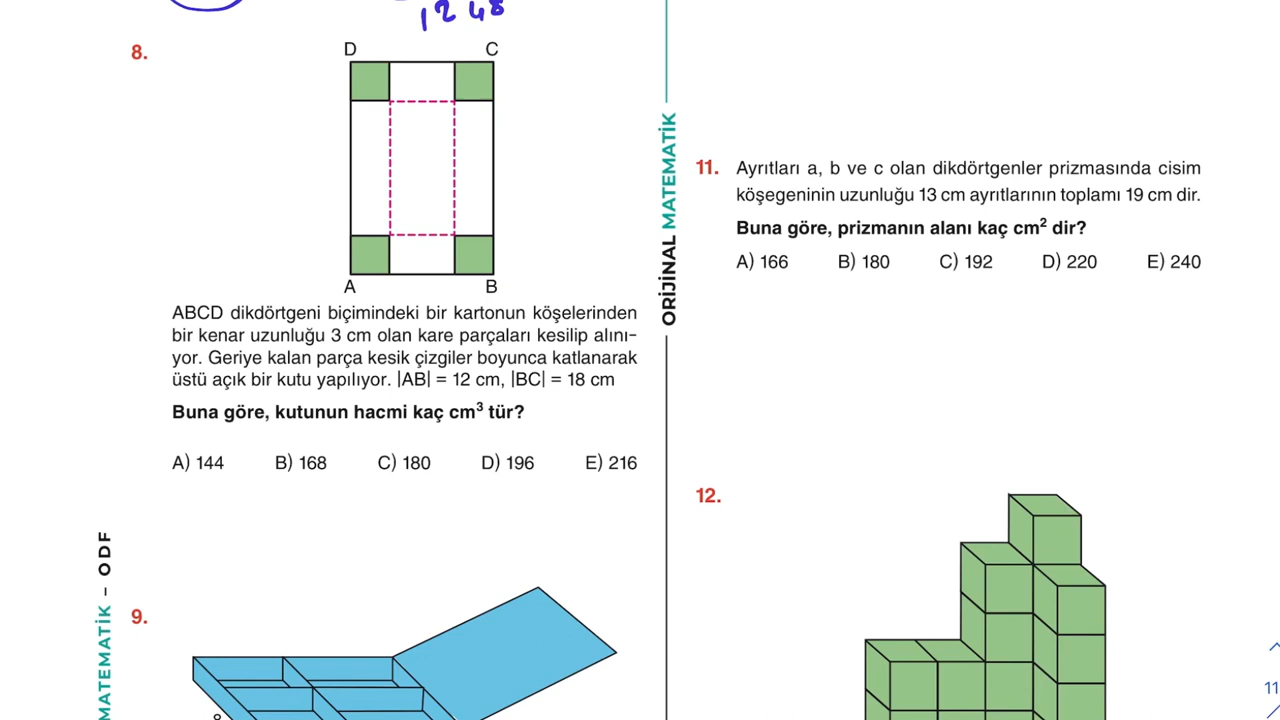 12 48
8.
D C
A B
ABCD dikdörtgeni biçimindeki bir kartonun köşelerinden
bir kenar uzunluğu 3 cm olan kare parçaları kesilip alını-
yor. Geriye kalan parça kesik çizgiler boyunca katlanarak
üstü açık bir kutu yapılıyor. |AB| = 12 cm, |BC| = 18 cm
Buna göre, kutunun hacmi kaç cm³ tür?
A) 144 B) 168 C) 180 D) 196 E) 216
9.
MATEMATİK – ODF
ORİJİNAL MATEMATİK
11. Ayrıtları a, b ve c olan dikdörtgenler prizmasında cisim
köşegeninin uzunluğu 13 cm ayrıtlarının toplamı 19 cm dir.
Buna göre, prizmanın alanı kaç cm² dir?
A) 166 B) 180 C) 192 D) 220 E) 240
12.
11